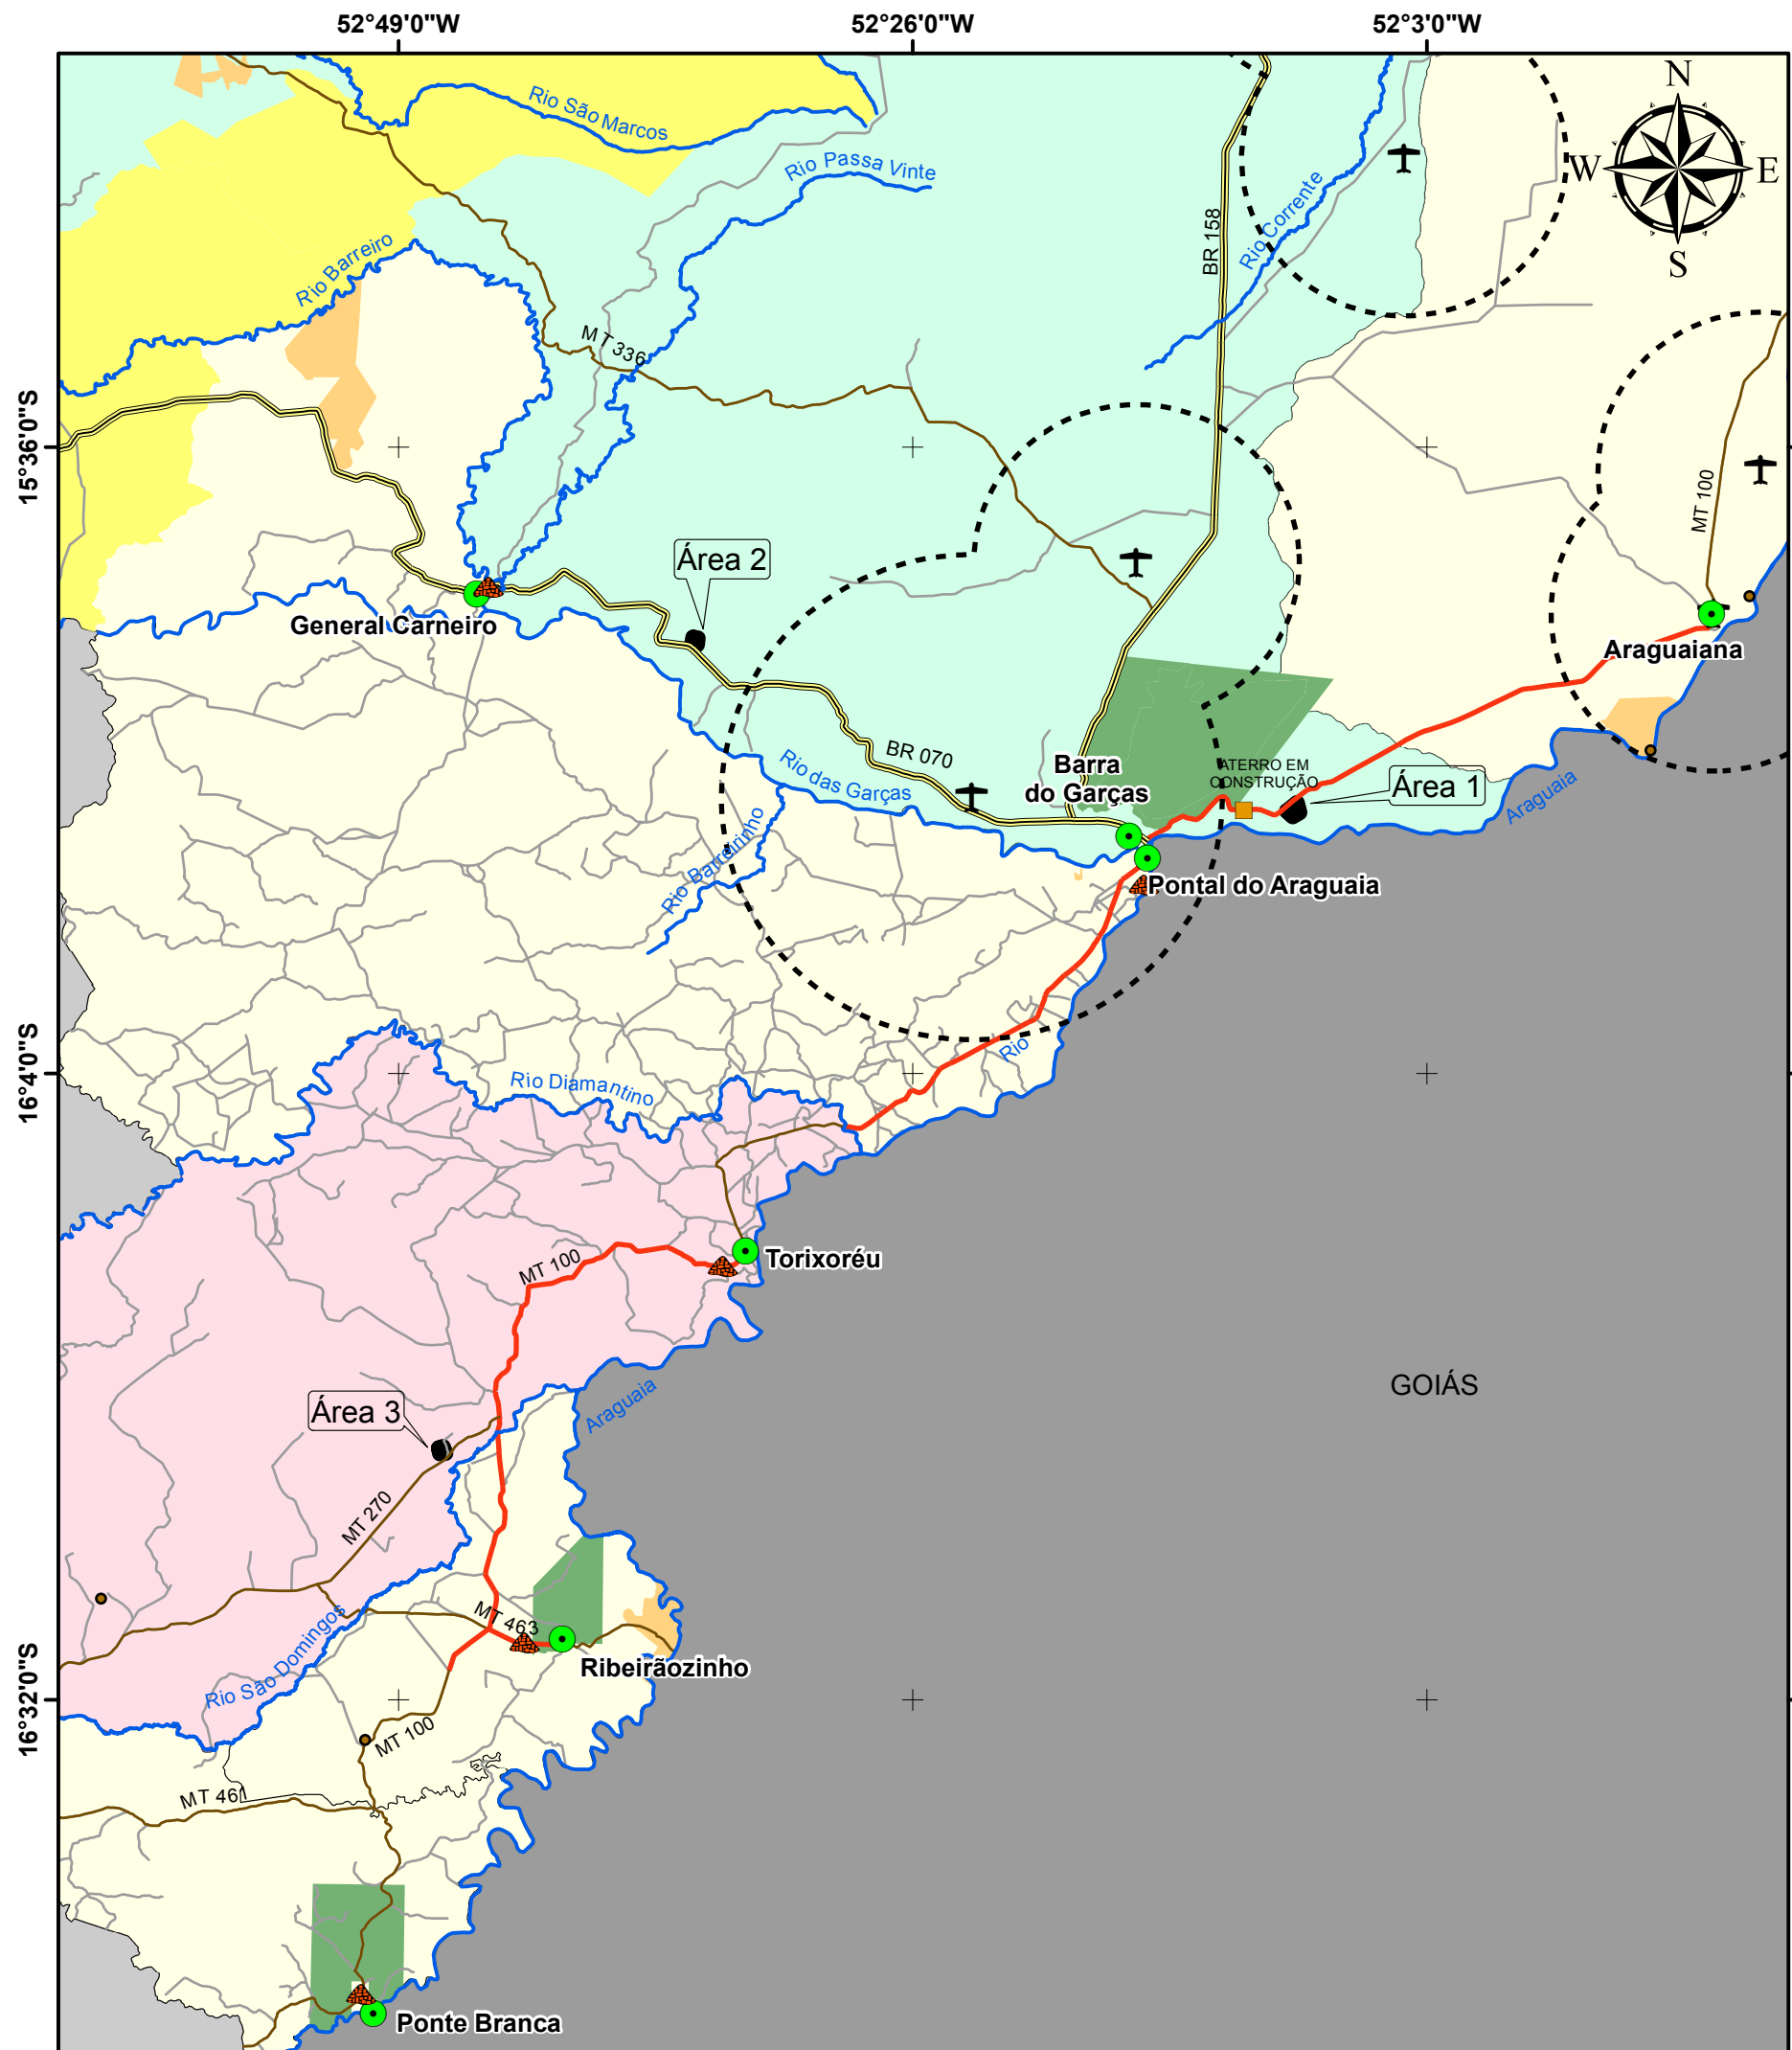 52°49'0"W
52°26'0"W
52°3'0"W
N
W
E
S
Rio São Marcos
Rio Passa Vinte
Rio Corrente
BR 158
Rio Barreiro
MT 336
15°36'0"S
MT 100
Área 2
General Carneiro
Araguaiana
BR 070
Rio das Garças
Barra
do Garças
ATERRO EM
CONSTRUÇÃO
Área 1
Araguaia
Rio Barreirinho
Pontal do Araguaia
16°4'0"S
Rio
Rio Diamantino
MT 100
Torixoréu
GOIÁS
Área 3
Araguaia
MT 270
MT 463
Rio São Domingos
Ribeirãozinho
16°32'0"S
MT 100
MT 461
Ponte Branca